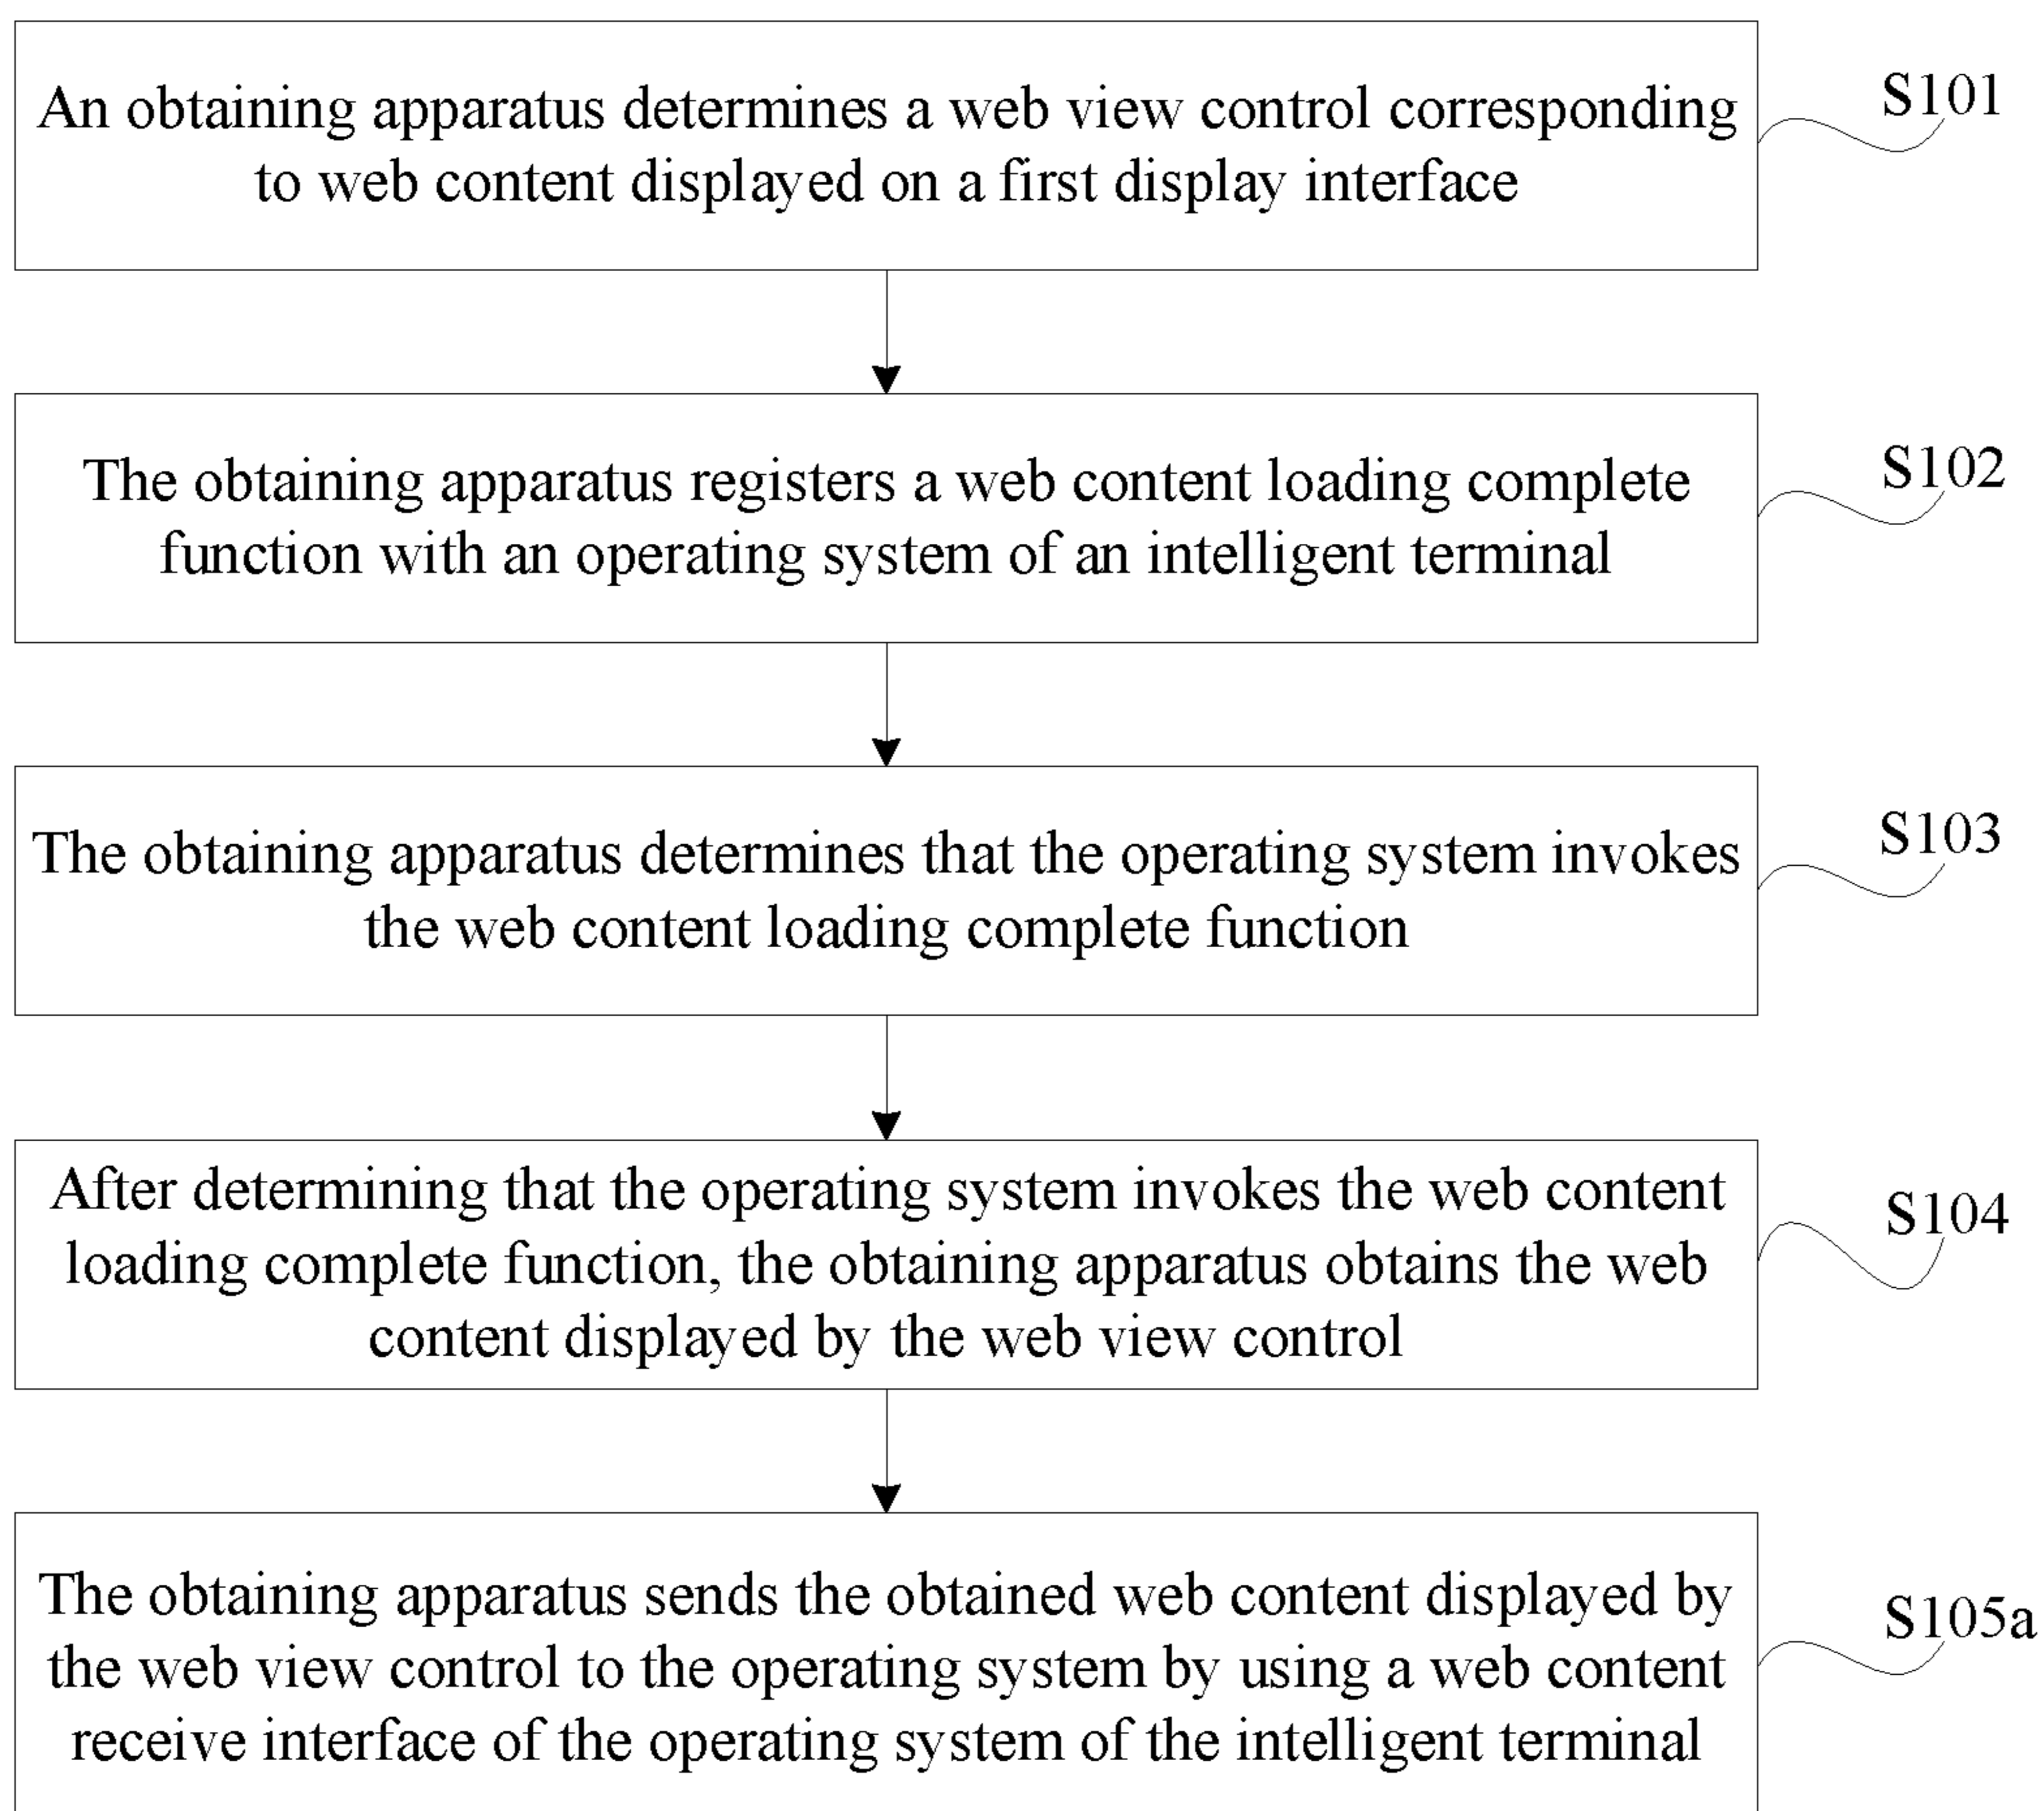 An obtaining apparatus determines a web view control corresponding
to web content displayed on a first display interface
S101
The obtaining apparatus registers a web content loading complete
function with an operating system of an intelligent terminal
S102
The obtaining apparatus determines that the operating system invokes
the web content loading complete function
S103
After determining that the operating system invokes the web content
loading complete function, the obtaining apparatus obtains the web
content displayed by the web view control
S104
The obtaining apparatus sends the obtained web content displayed by
the web view control to the operating system by using a web content
receive interface of the operating system of the intelligent terminal
S105a